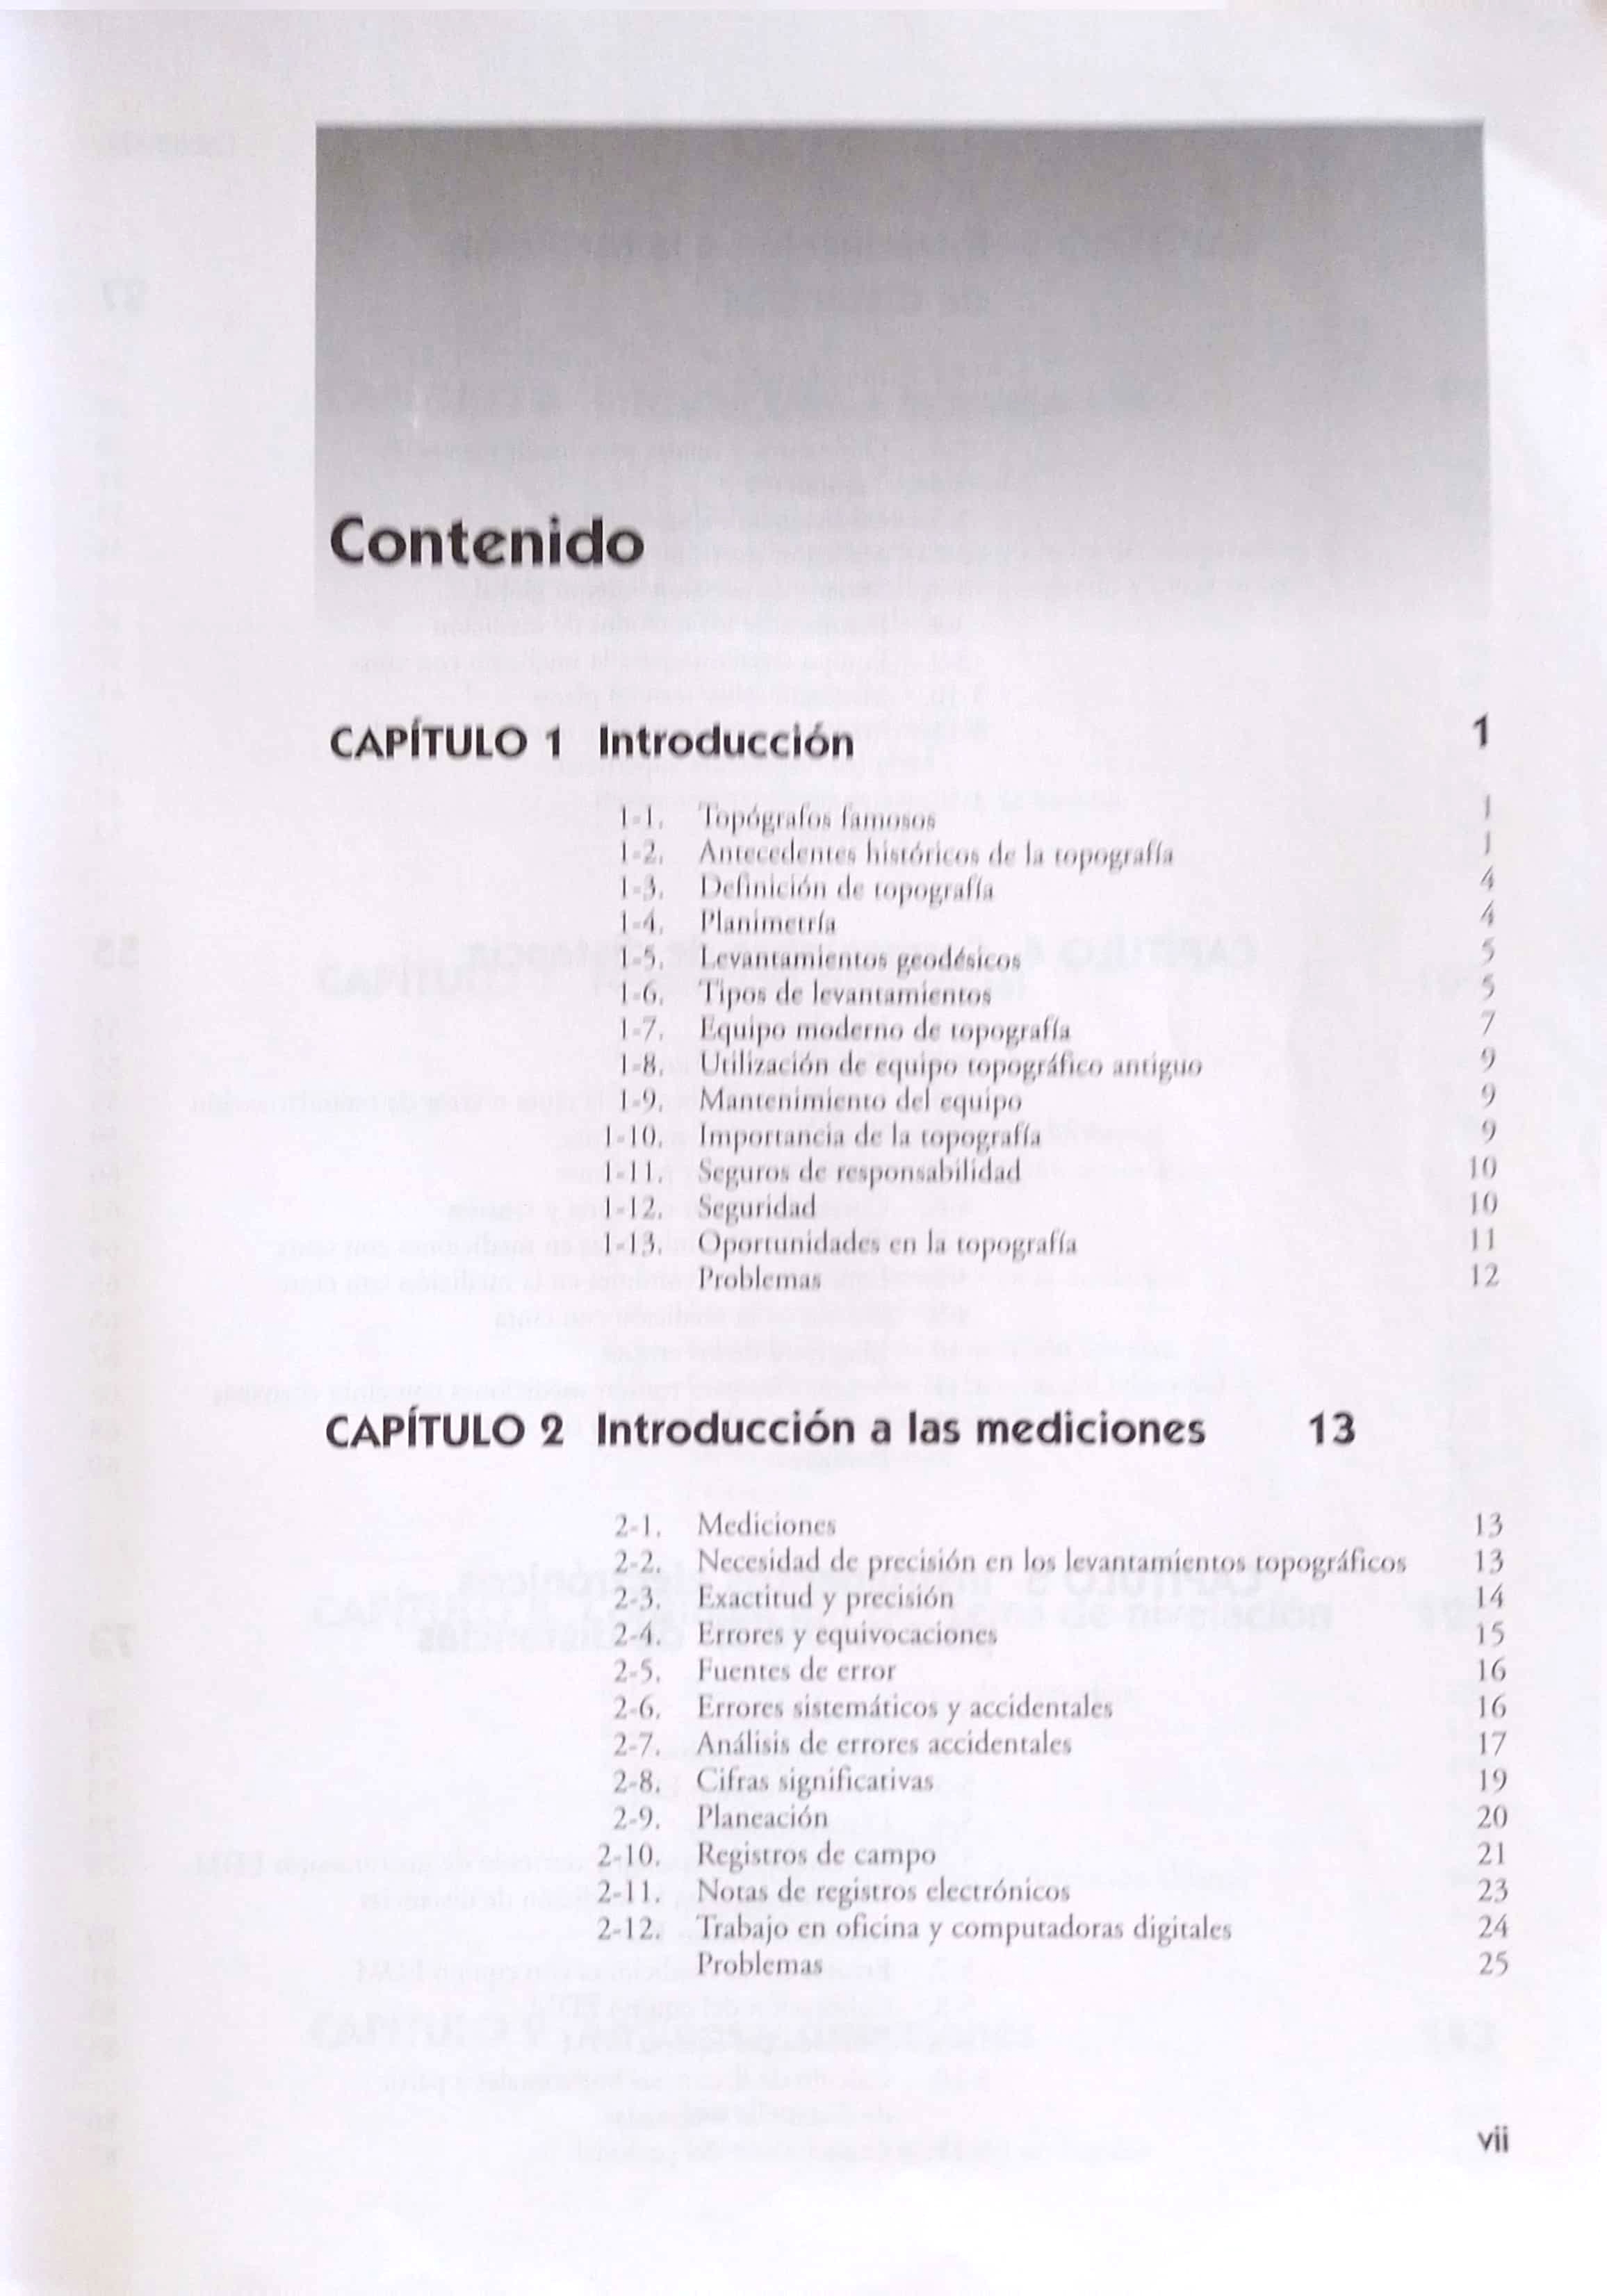 Contenido
CAPÍTULO 1 Introducción 1
1-1. Topógrafos famosos 1
1-2. Antecedentes históricos de la topografía 1
1-3. Definición de topografía 4
1-4. Planimetría 4
1-5. Levantamientos geodésicos 5
1-6. Tipos de levantamientos 5
1-7. Equipo moderno de topografía 7
1-8. Utilización de equipo topográfico antiguo 9
1-9. Mantenimiento del equipo 9
1-10. Importancia de la topografía 9
1-11. Seguros de responsabilidad 10
1-12. Seguridad 10
1-13. Oportunidades en la topografía 11
Problemas 12
CAPÍTULO 2 Introducción a las mediciones 13
2-1. Mediciones 13
2-2. Necesidad de precisión en los levantamientos topográficos 13
2-3. Exactitud y precisión 14
2-4. Errores y equivocaciones 15
2-5. Fuentes de error 16
2-6. Errores sistemáticos y accidentales 16
2-7. Análisis de errores accidentales 17
2-8. Cifras significativas 19
2-9. Planeación 20
2-10. Registros de campo 21
2-11. Notas de registros electrónicos 23
2-12. Trabajo en oficina y computadoras digitales 24
Problemas 25
vii